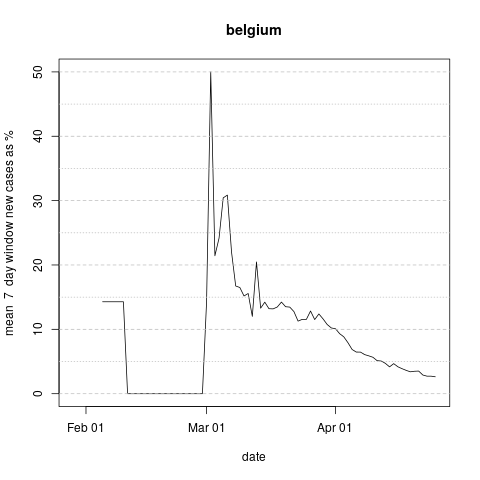 belgium
mean 7 day window new cases as %
50
40
30
20
10
0
Feb 01
Mar 01
Apr 01
date